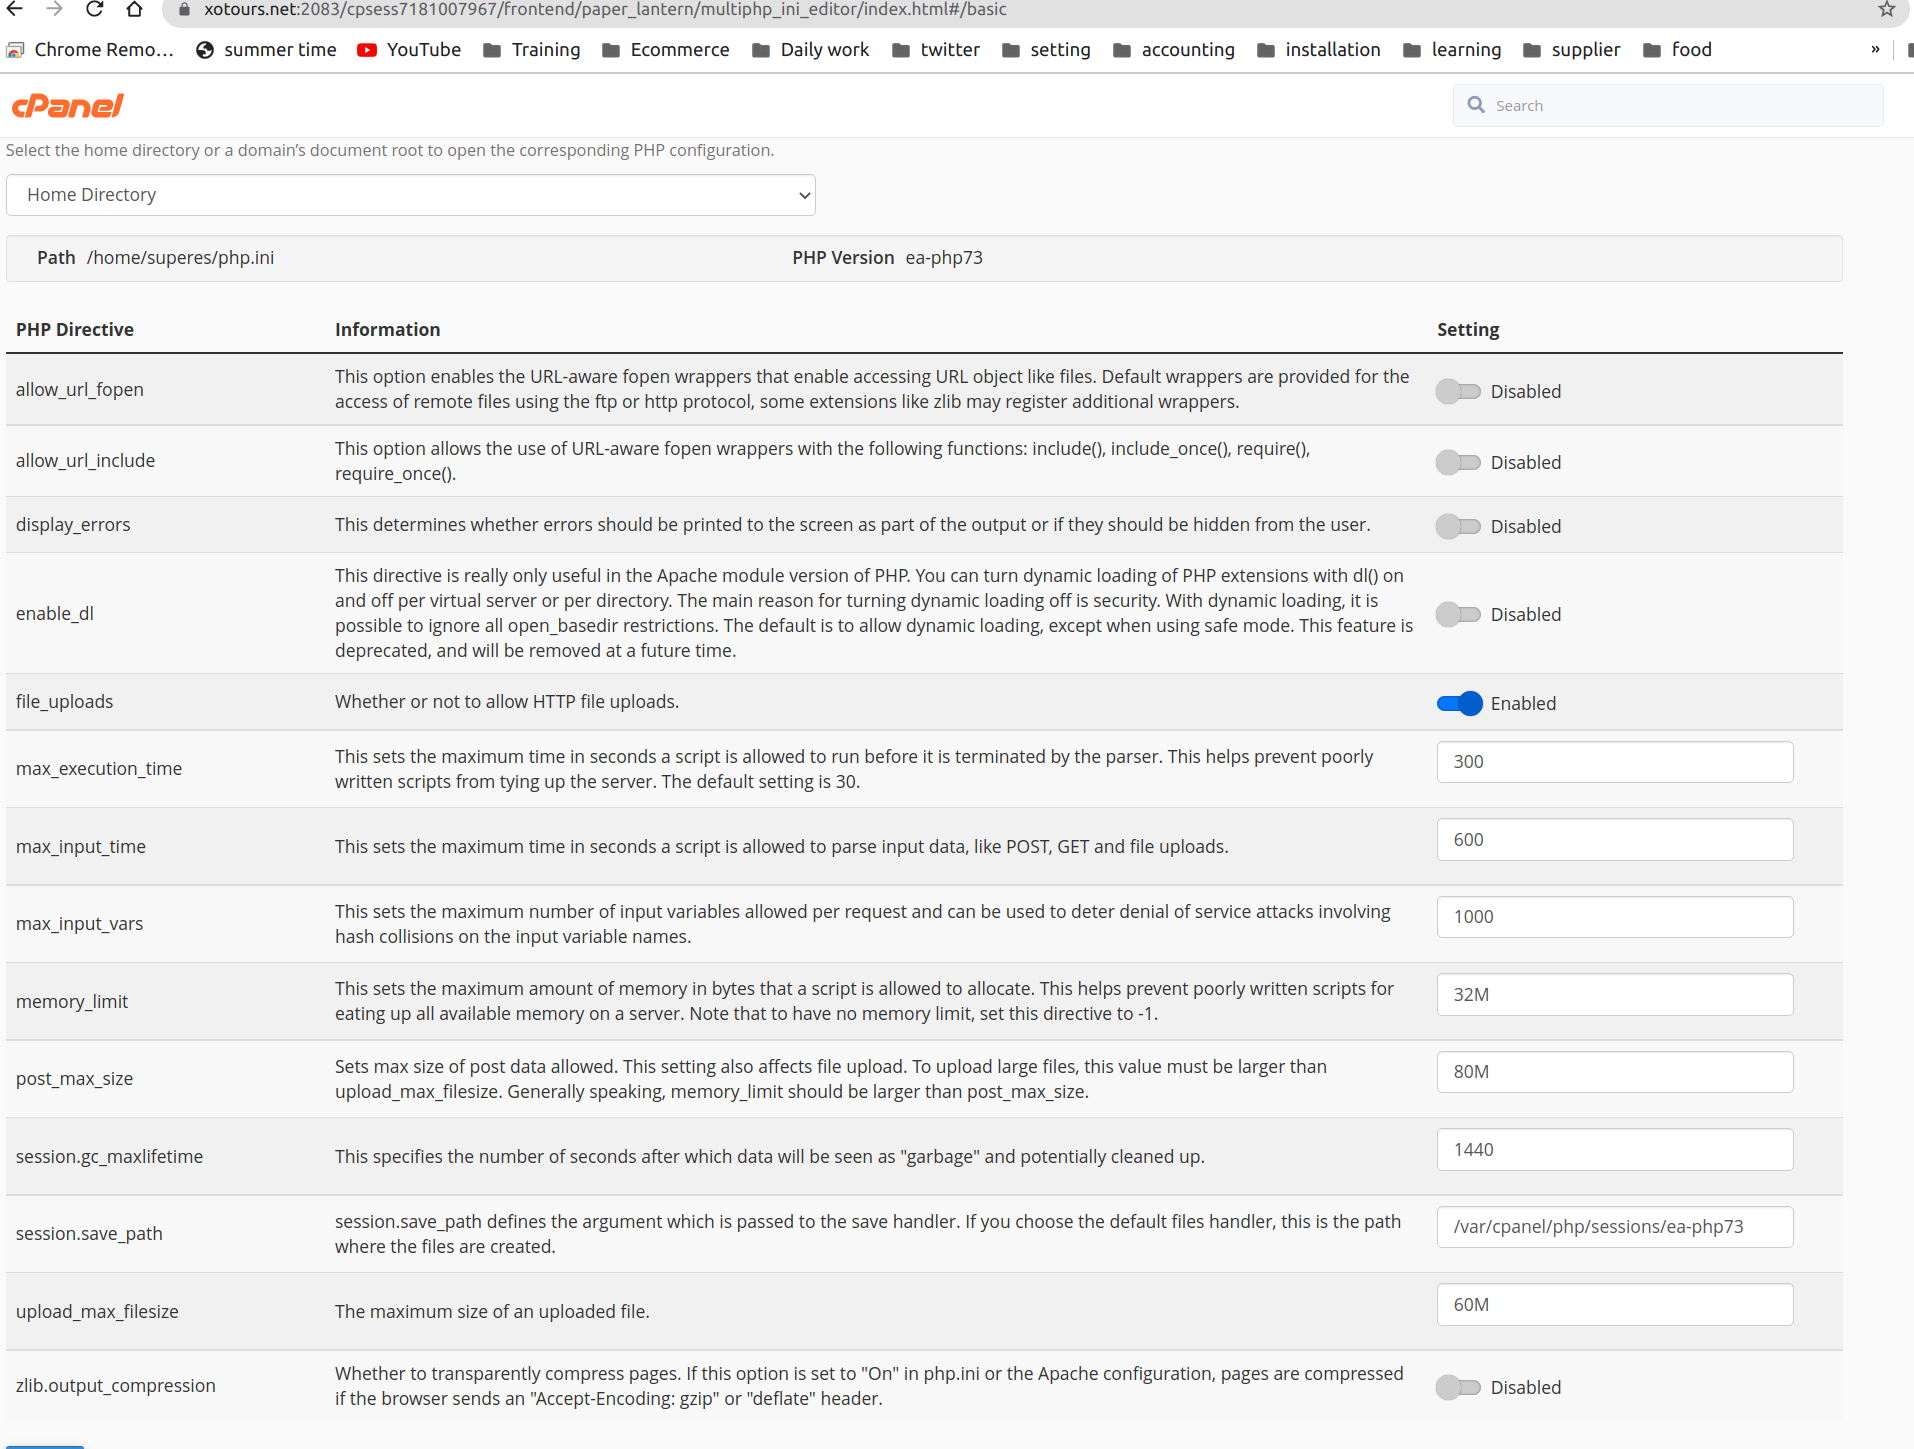 xotours.net:2083/cpsess7181007967/frontend/paper_lantern/multiphp_ini_editor/index.html#/basic
Chrome Remo... summer time YouTube Training Ecommerce Daily work twitter setting accounting installation learning supplier food »
cPanel
Search
Select the home directory or a domain's document root to open the corresponding PHP configuration.
Home Directory
Path /home/superes/php.ini PHP Version ea-php73
PHP Directive Information Setting
allow_url_fopen
This option enables the URL-aware fopen wrappers that enable accessing URL object like files. Default wrappers are provided for the
access of remote files using the ftp or http protocol, some extensions like zlib may register additional wrappers.
Disabled
allow_url_include
This option allows the use of URL-aware fopen wrappers with the following functions: include(), include_once(), require(),
require_once().
Disabled
display_errors
This determines whether errors should be printed to the screen as part of the output or if they should be hidden from the user.
Disabled
enable_dl
This directive is really only useful in the Apache module version of PHP. You can turn dynamic loading of PHP extensions with dl() on
and off per virtual server or per directory. The main reason for turning dynamic loading off is security. With dynamic loading, it is
possible to ignore all open_basedir restrictions. The default is to allow dynamic loading, except when using safe mode. This feature is
deprecated, and will be removed at a future time.
Disabled
file_uploads
Whether or not to allow HTTP file uploads.
Enabled
max_execution_time
This sets the maximum time in seconds a script is allowed to run before it is terminated by the parser. This helps prevent poorly
written scripts from tying up the server. The default setting is 30.
300
max_input_time
This sets the maximum time in seconds a script is allowed to parse input data, like POST, GET and file uploads.
600
max_input_vars
This sets the maximum number of input variables allowed per request and can be used to deter denial of service attacks involving
hash collisions on the input variable names.
1000
memory_limit
This sets the maximum amount of memory in bytes that a script is allowed to allocate. This helps prevent poorly written scripts for
eating up all available memory on a server. Note that to have no memory limit, set this directive to -1.
32M
post_max_size
Sets max size of post data allowed. This setting also affects file upload. To upload large files, this value must be larger than
upload_max_filesize. Generally speaking, memory_limit should be larger than post_max_size.
80M
session.gc_maxlifetime
This specifies the number of seconds after which data will be seen as "garbage" and potentially cleaned up.
1440
session.save_path
session.save_path defines the argument which is passed to the save handler. If you choose the default files handler, this is the path
where the files are created.
/var/cpanel/php/sessions/ea-php73
upload_max_filesize
The maximum size of an uploaded file.
60M
zlib.output_compression
Whether to transparently compress pages. If this option is set to "On" in php.ini or the Apache configuration, pages are compressed
if the browser sends an "Accept-Encoding: gzip" or "deflate" header.
Disabled